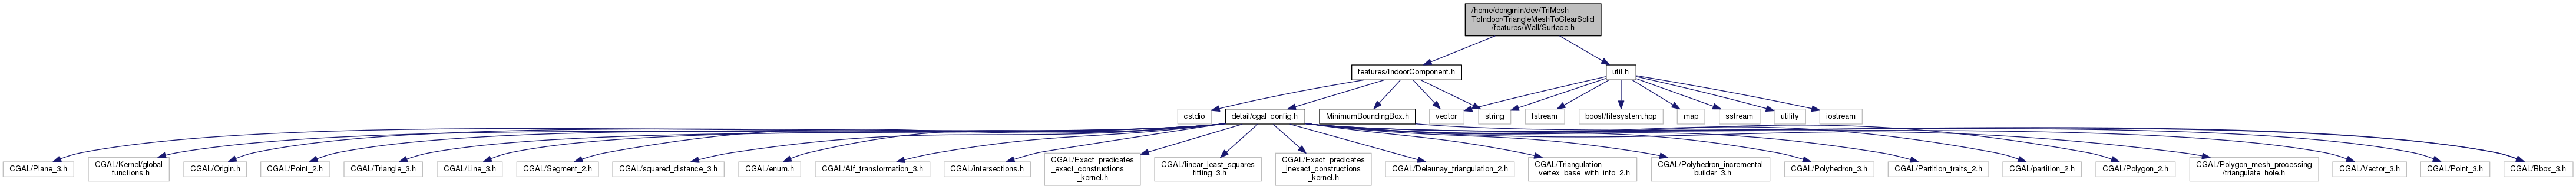 /home/dongmin/dev/TriMesh
ToIndoor/TriangleMeshToClearSolid
/features/Wall/Surface.h
features/IndoorComponent.h
util.h
cstdio
detail/cgal_config.h
MinimumBoundingBox.h
vector
string
fstream
boost/filesystem.hpp
map
sstream
utility
iostream
CGAL/Plane_3.h
CGAL/Kernel/global
_functions.h
CGAL/Origin.h
CGAL/Point_2.h
CGAL/Triangle_3.h
CGAL/Line_3.h
CGAL/Segment_2.h
CGAL/squared_distance_3.h
CGAL/enum.h
CGAL/Aff_transformation_3.h
CGAL/intersections.h
CGAL/Exact_predicates
_exact_constructions
_kernel.h
CGAL/linear_least_squares
_fitting_3.h
CGAL/Exact_predicates
_inexact_constructions
_kernel.h
CGAL/Delaunay_triangulation_2.h
CGAL/Triangulation
_vertex_base_with_info_2.h
CGAL/Polyhedron_incremental
_builder_3.h
CGAL/Polyhedron_3.h
CGAL/Partition_traits_2.h
CGAL/partition_2.h
CGAL/Polygon_2.h
CGAL/Polygon_mesh_processing
/triangulate_hole.h
CGAL/Vector_3.h
CGAL/Point_3.h
CGAL/Bbox_3.h